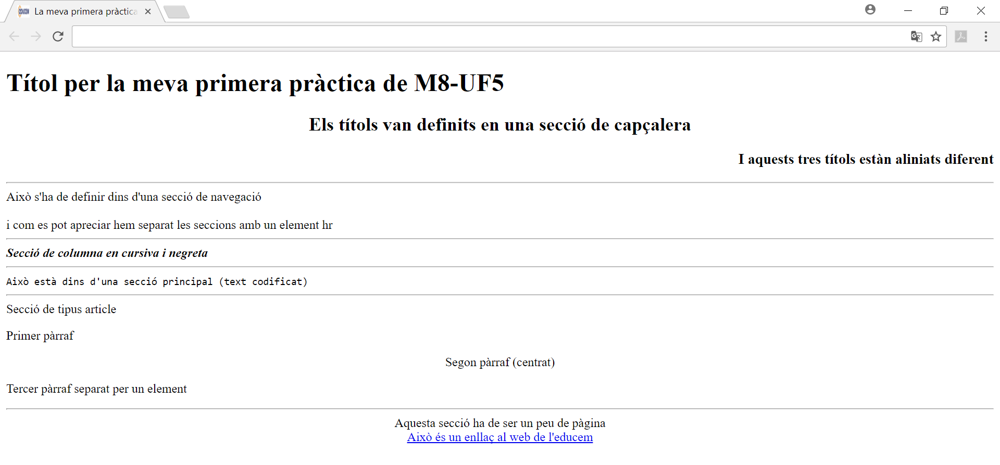 EDUCEM La meva primera pràctica
Títol per la meva primera pràctica de M8-UF5
Els títols van definits en una secció de capçalera
I aquests tres títols estàn aliniats diferent
Això s'ha de definir dins d'una secció de navegació
i com es pot apreciar hem separat les seccions amb un element hr
Secció de columna en cursiva i negreta
Això està dins d'una secció principal (text codificat)
Secció de tipus article
Primer pàrraf
Segon pàrraf (centrat)
Tercer pàrraf separat per un element
Aquesta secció ha de ser un peu de pàgina
Això és un enllaç al web de l'educem